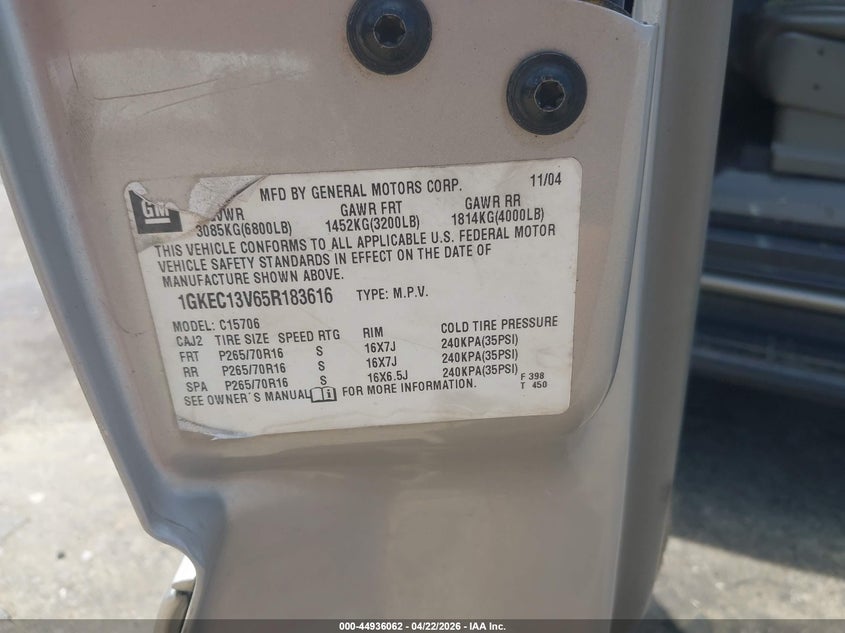 MFD BY GENERAL MOTORS CORP. 11/04
GM
GVWR GAWR FRT GAWR RR
3085KG(6800LB) 1452KG(3200LB) 1814KG(4000LB)
THIS VEHICLE CONFORMS TO ALL APPLICABLE U.S. FEDERAL MOTOR
VEHICLE SAFETY STANDARDS IN EFFECT ON THE DATE OF
MANUFACTURE SHOWN ABOVE.
1GKEC13V65R183616 TYPE: M.P.V.
MODEL: C15706
CAJ2 TIRE SIZE SPEED RTG RIM COLD TIRE PRESSURE
FRT P265/70R16 S 16X7J 240KPA(35PSI)
RR P265/70R16 S 16X7J 240KPA(35PSI)
SPA P265/70R16 S 16X6.5J 240KPA(35PSI)
SEE OWNER'S MANUAL FOR MORE INFORMATION.
F 398
T 450
000-44936062 | 04/22/2026 - IAA Inc.